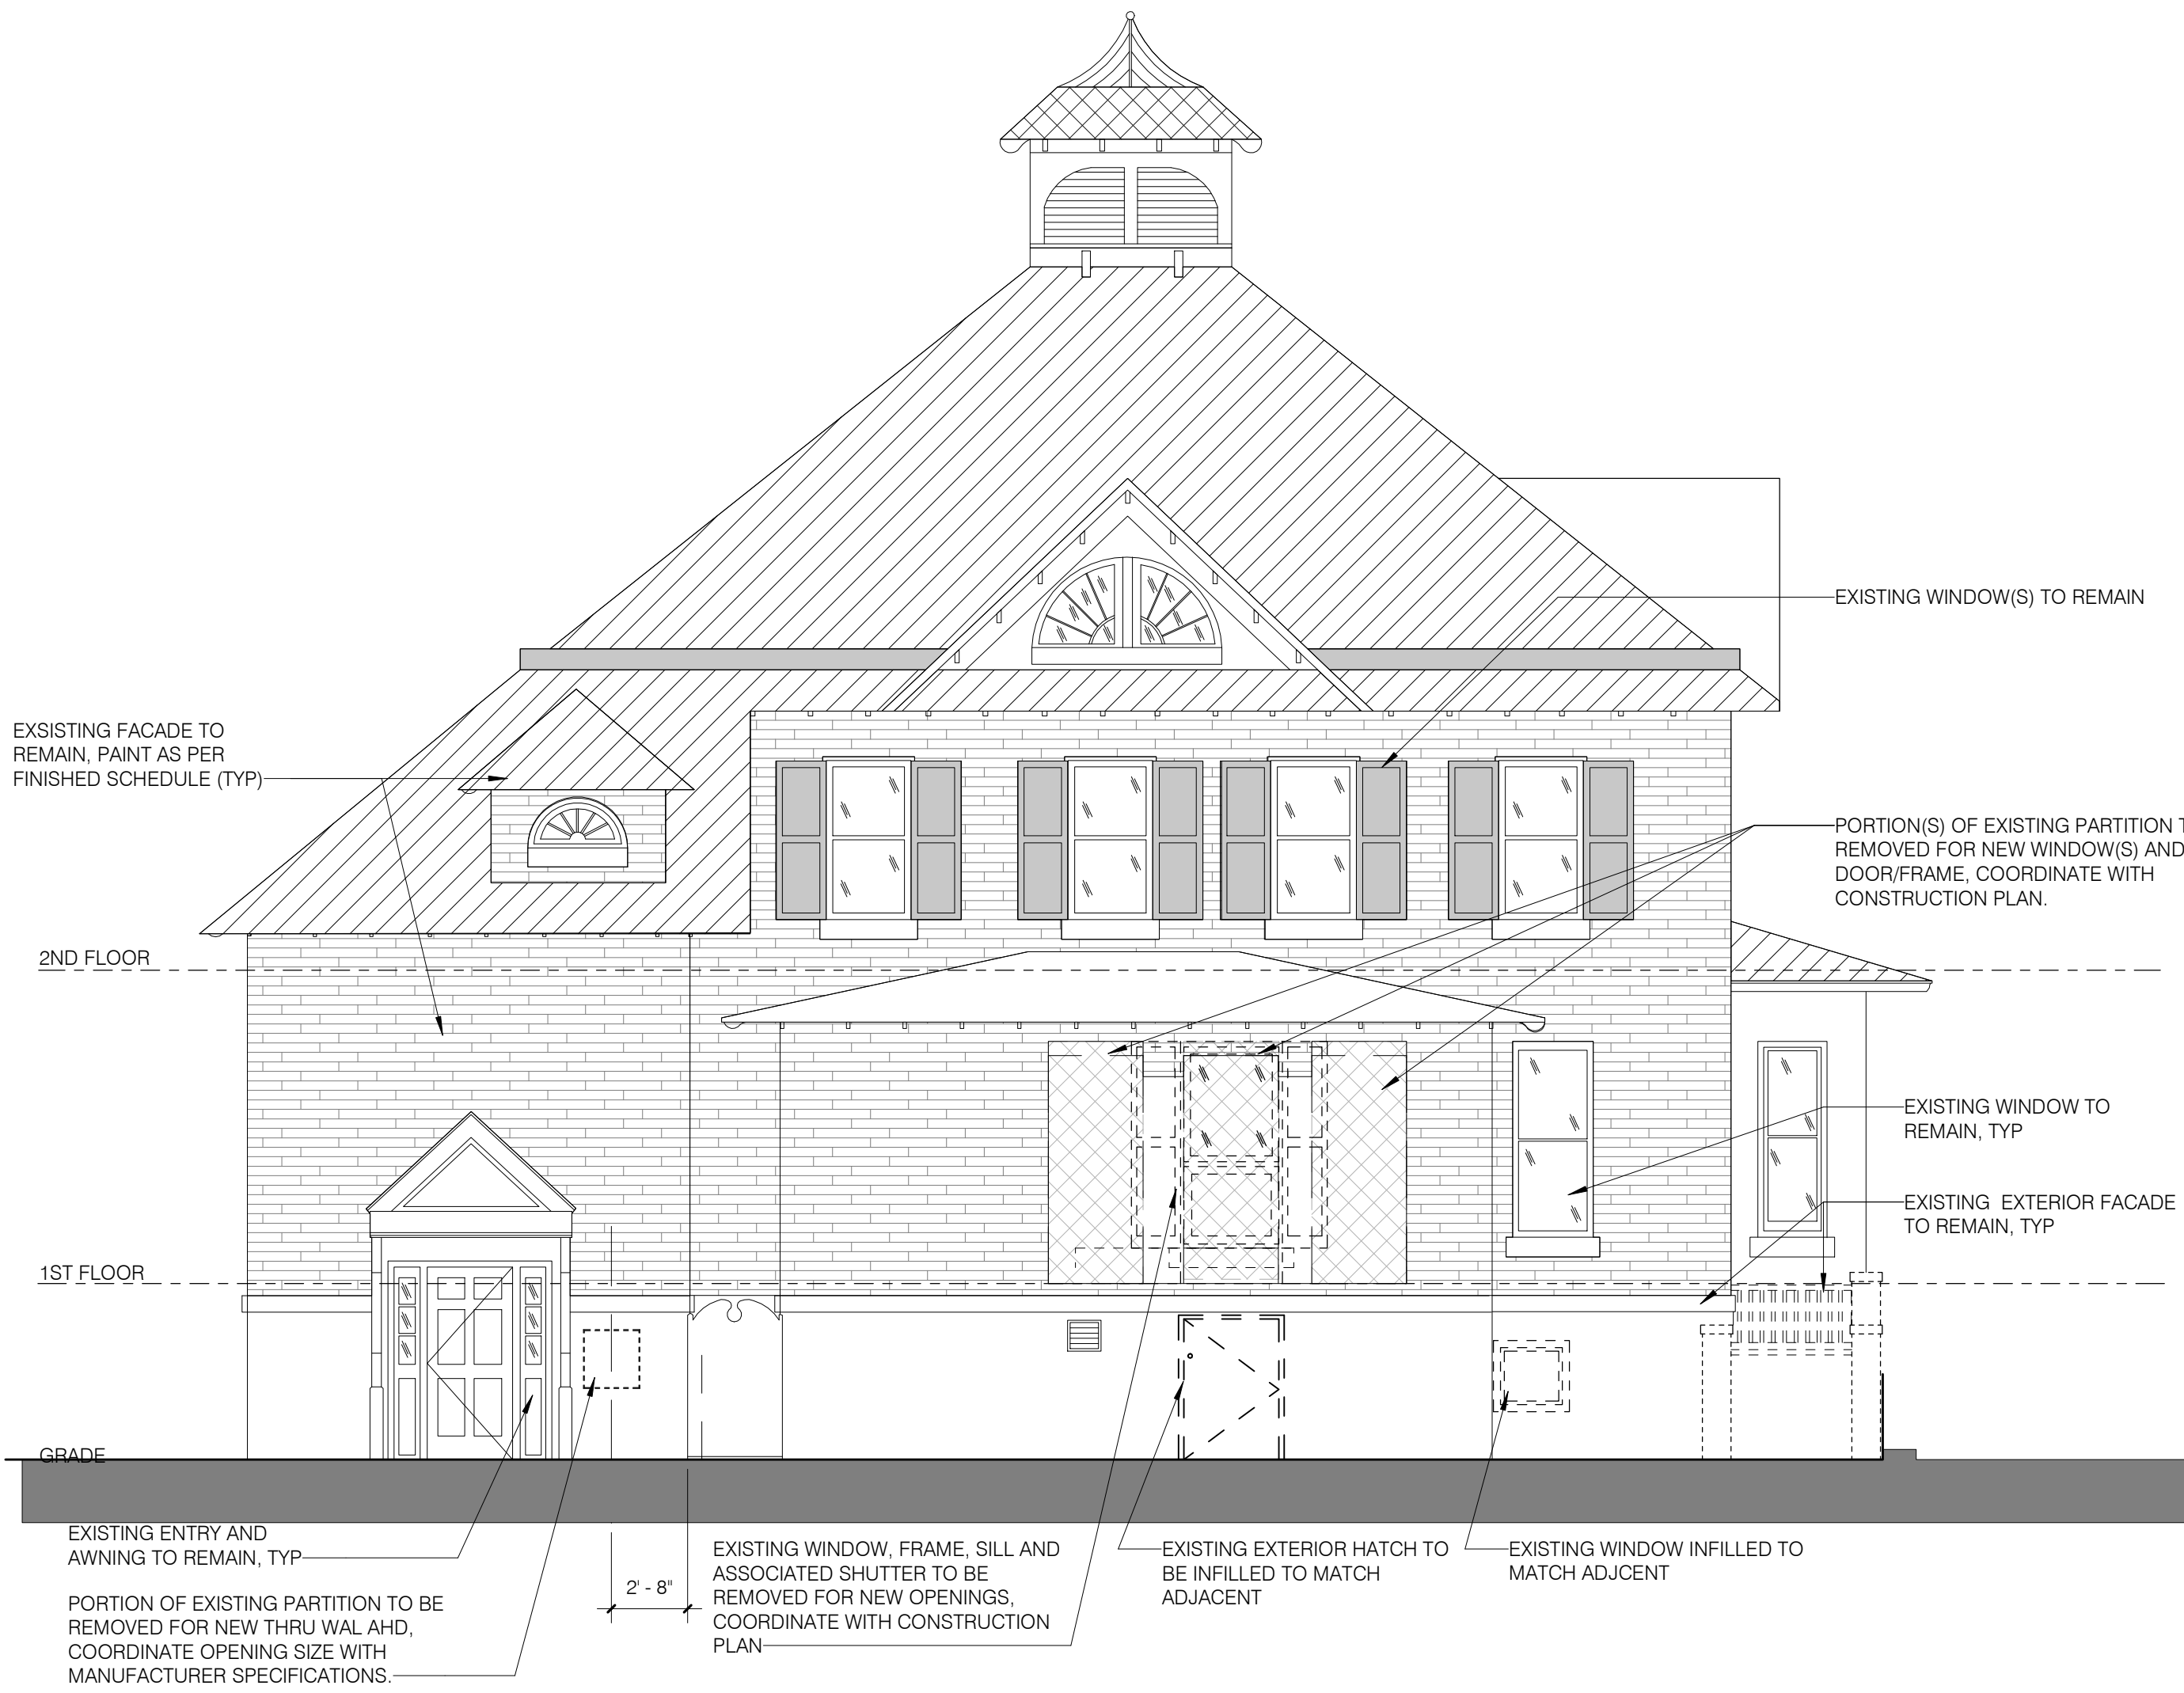 EXISTING WINDOW(S) TO REMAIN
EXSISTING FACADE TO
REMAIN, PAINT AS PER
FINISHED SCHEDULE (TYP)
PORTION(S) OF EXISTING PARTITION
REMOVED FOR NEW WINDOW(S) AND
DOOR/FRAME, COORDINATE WITH
CONSTRUCTION PLAN.
2ND FLOOR
EXISTING WINDOW TO
REMAIN, TYP
EXISTING EXTERIOR FACADE
TO REMAIN, TYP
1ST FLOOR
GRADE
EXISTING ENTRY AND
AWNING TO REMAIN, TYP
PORTION OF EXISTING PARTITION TO BE
REMOVED FOR NEW THRU WAL AHD,
COORDINATE OPENING SIZE WITH
MANUFACTURER SPECIFICATIONS.
2' - 8"
EXISTING WINDOW, FRAME, SILL AND
ASSOCIATED SHUTTER TO BE
REMOVED FOR NEW OPENINGS,
COORDINATE WITH CONSTRUCTION
PLAN
EXISTING EXTERIOR HATCH TO
BE INFILLED TO MATCH
ADJACENT
EXISTING WINDOW INFILLED TO
MATCH ADJCENT